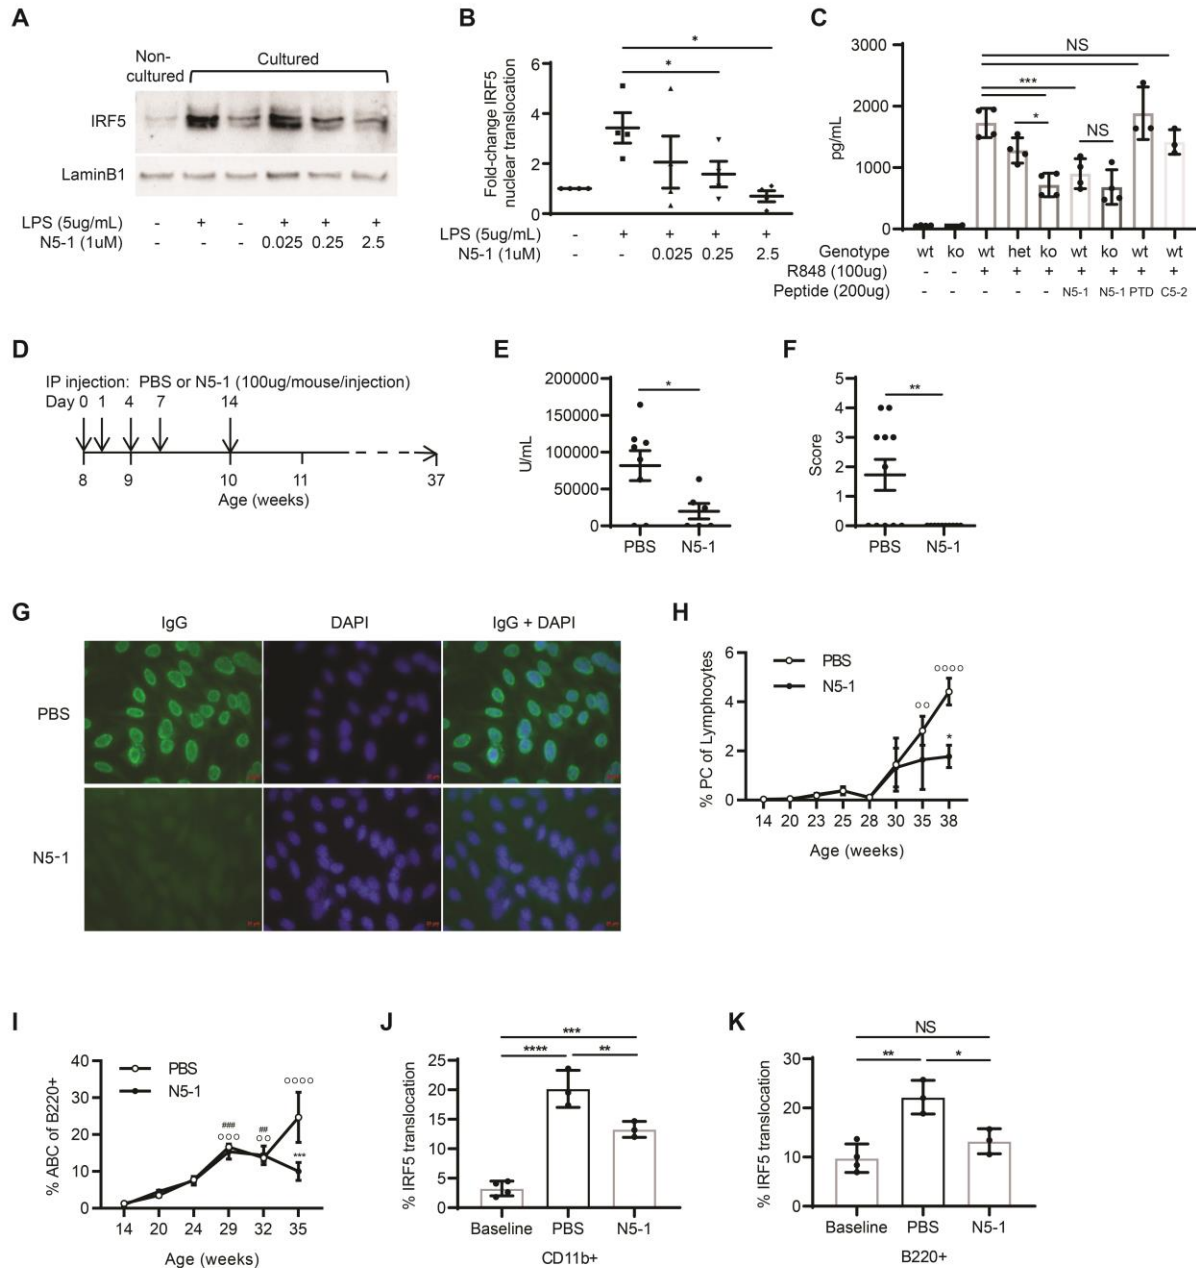 A
Non-
cultured
Cultured
IRF5
LaminB1
LPS (5ug/mL) - + - + + +
N5-1 (1uM) - - - 0.025 0.25 2.5
B
Fold-change IRF5
nuclear translocation
6
4
2
0
*
*
LPS (5ug/mL) - + + + +
N5-1 (1uM) - - 0.025 0.25 2.5
C
pg/mL
3000
2000
1000
0
NS
***
*
NS
Genotype wt ko wt het ko wt ko wt wt
R848 (100ug) - - + + + + + + +
Peptide (200ug) - - - - - N5-1 N5-1 PTD C5-2
D
IP injection: PBS or N5-1 (100ug/mouse/injection)
Day 0 1 4 7 14
8 9 10 11 37
Age (weeks)
E
U/mL
200000
150000
100000
50000
0
*
PBS N5-1
F
Score
5
4
3
2
1
0
**
PBS N5-1
G
IgG DAPI IgG + DAPI
PBS
N5-1
H
% PC of Lymphocytes
6
4
2
0
PBS
N5-1
○○○○
○○
*
14 20 23 25 28 30 35 38
Age (weeks)
I
% ABC of B220+
40
30
20
10
0
PBS
N5-1
○○○○
### ##
○○○ ○○
***
14 20 24 29 32 35
Age (weeks)
J
% IRF5 translocation
25
20
15
10
5
0
***
**** **
Baseline PBS N5-1
CD11b+
K
% IRF5 translocation
30
20
10
0
NS
** *
Baseline PBS N5-1
B220+